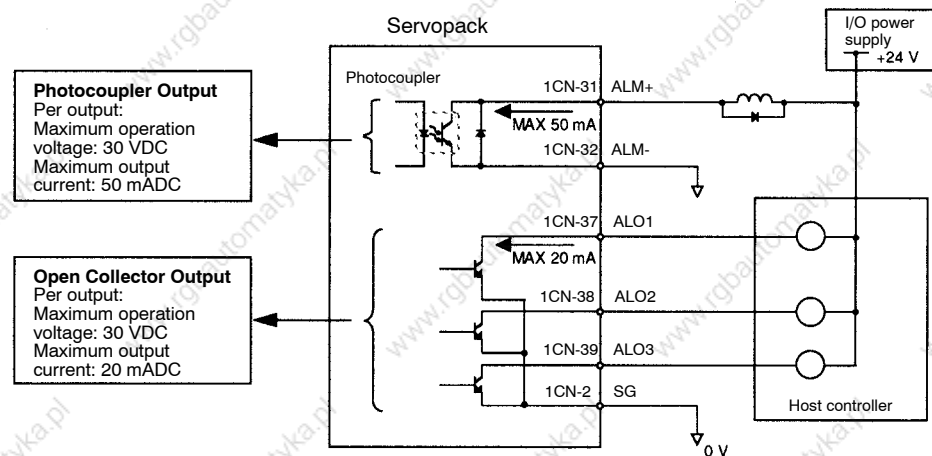 Servopack
I/O power
supply
+24 V
Photocoupler Output
Per output:
Maximum operation
voltage: 30 VDC
Maximum output
current: 50 mADC
Photocoupler
1CN-31 ALM+
MAX 50 mA
1CN-32 ALM-
1CN-37 ALO1
MAX 20 mA
Open Collector Output
Per output:
Maximum operation
voltage: 30 VDC
Maximum output
current: 20 mADC
1CN-38 ALO2
1CN-39 ALO3
1CN-2 SG
Host controller
0 V
www.rgbautomatyka.pl